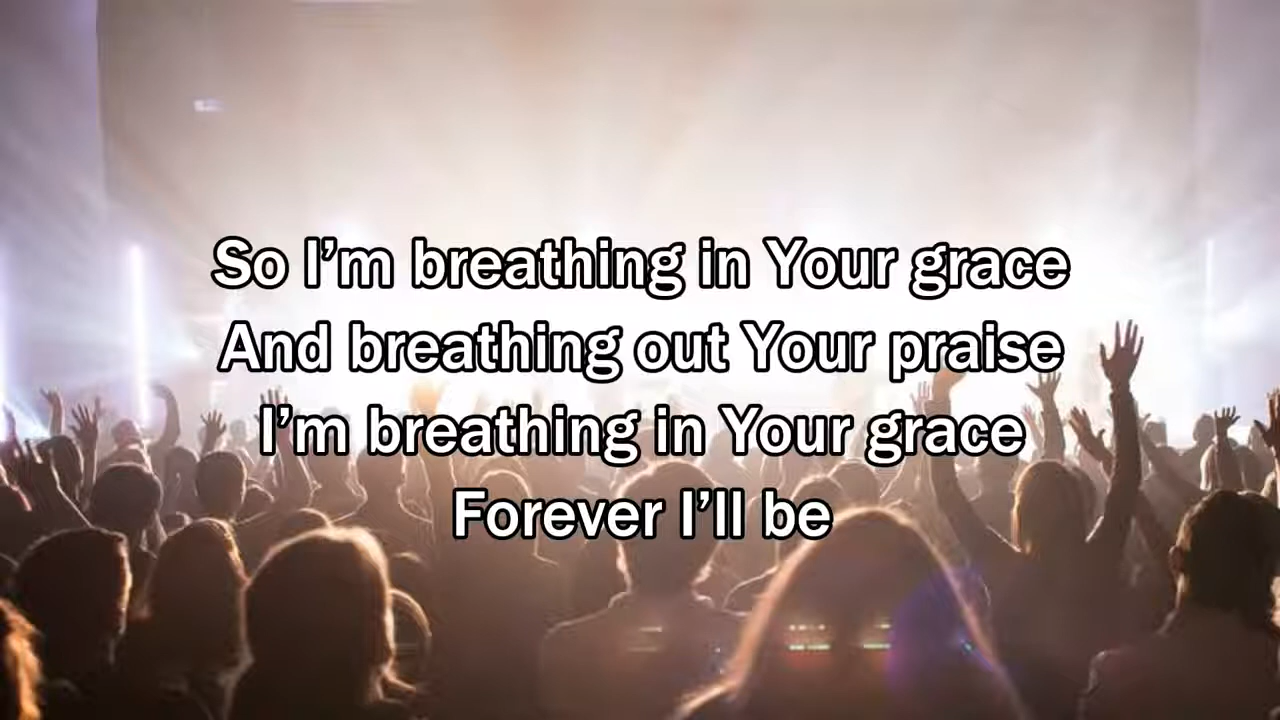 So I’m breathing in Your grace
And breathing out Your praise
I’m breathing in Your grace
Forever I’ll be